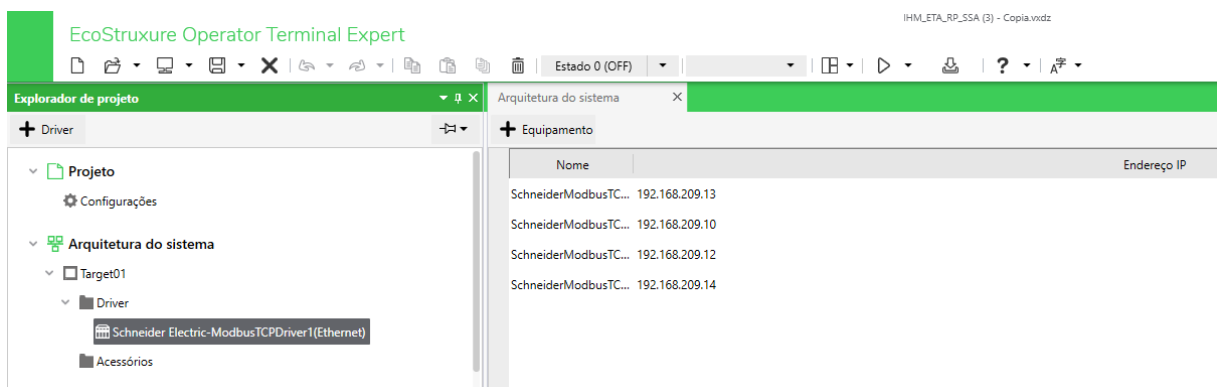 IHM_ETA_RP_SSA (3) - Copia.vxdz
EcoStruxure Operator Terminal Expert
Estado 0 (OFF)
?
A字
Explorador de projeto
Arquitetura do sistema
Driver
Equipamento
Projeto
Configurações
Arquitetura do sistema
Target01
Driver
Schneider Electric-ModbusTCPDriver1(Ethernet)
Acessórios
Nome Endereço IP
SchneiderModbusTC... 192.168.209.13
SchneiderModbusTC... 192.168.209.10
SchneiderModbusTC... 192.168.209.12
SchneiderModbusTC... 192.168.209.14